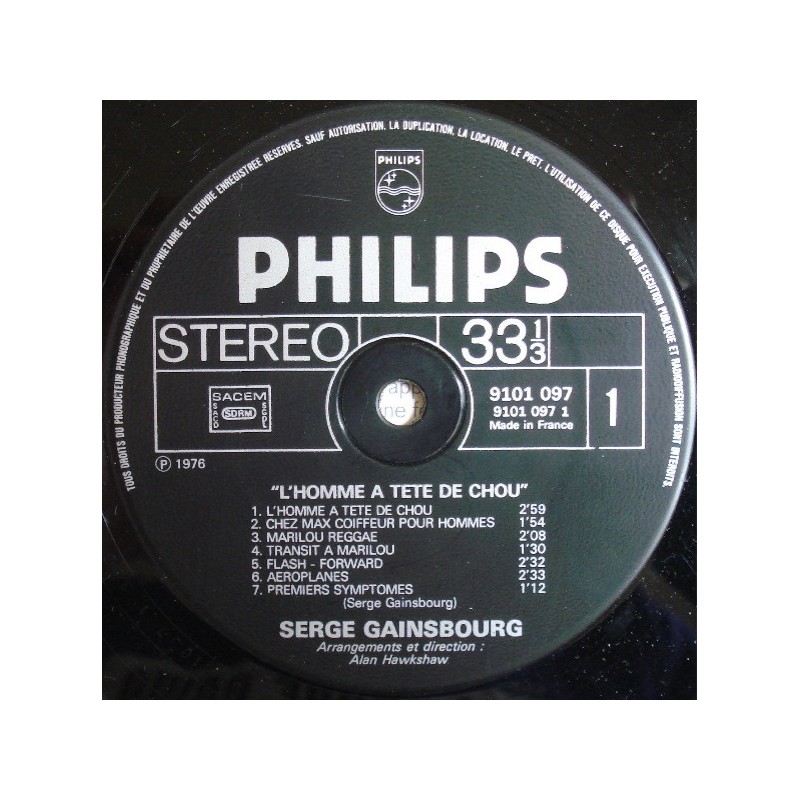 TOUS DROITS DU PRODUCTEUR PHONOGRAPHIQUE ET DU PROPRIETAIRE DE L'ŒUVRE ENREGISTREE RESERVES. SAUF AUTORISATION, LA DUPLICATION, LA LOCATION, LE PRET, L'UTILISATION DE CE DISQUE POUR EXECUTION PUBLIQUE ET RADIODIFFUSION SONT INTERDITS.
PHILIPS
PHILIPS
STEREO 33 1/3
SACEM
SACD SDRM SGDL
9101 097
9101 097 1
Made in France
1
℗ 1976
"L'HOMME A TETE DE CHOU"
1. L'HOMME A TETE DE CHOU 2'59
2. CHEZ MAX COIFFEUR POUR HOMMES 1'54
3. MARILOU REGGAE 2'08
4. TRANSIT A MARILOU 1'30
5. FLASH - FORWARD 2'32
6. AEROPLANES 2'33
7. PREMIERS SYMPTOMES 1'12
(Serge Gainsbourg)
SERGE GAINSBOURG
Arrangements et direction :
Alan Hawkshaw